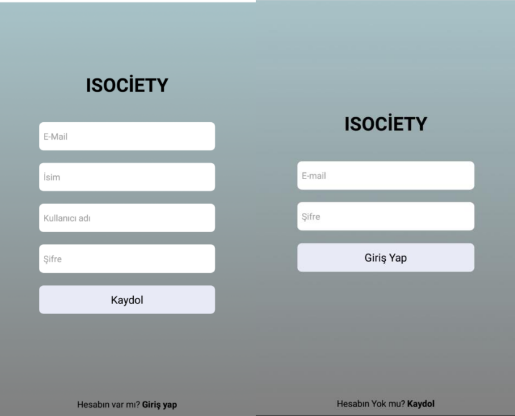 ISOCİETY
E-Mail
İsim
Kullanıcı adı
Şifre
Kaydol
Hesabın var mı? Giriş yap
ISOCİETY
E-mail
Şifre
Giriş Yap
Hesabın Yok mu? Kaydol